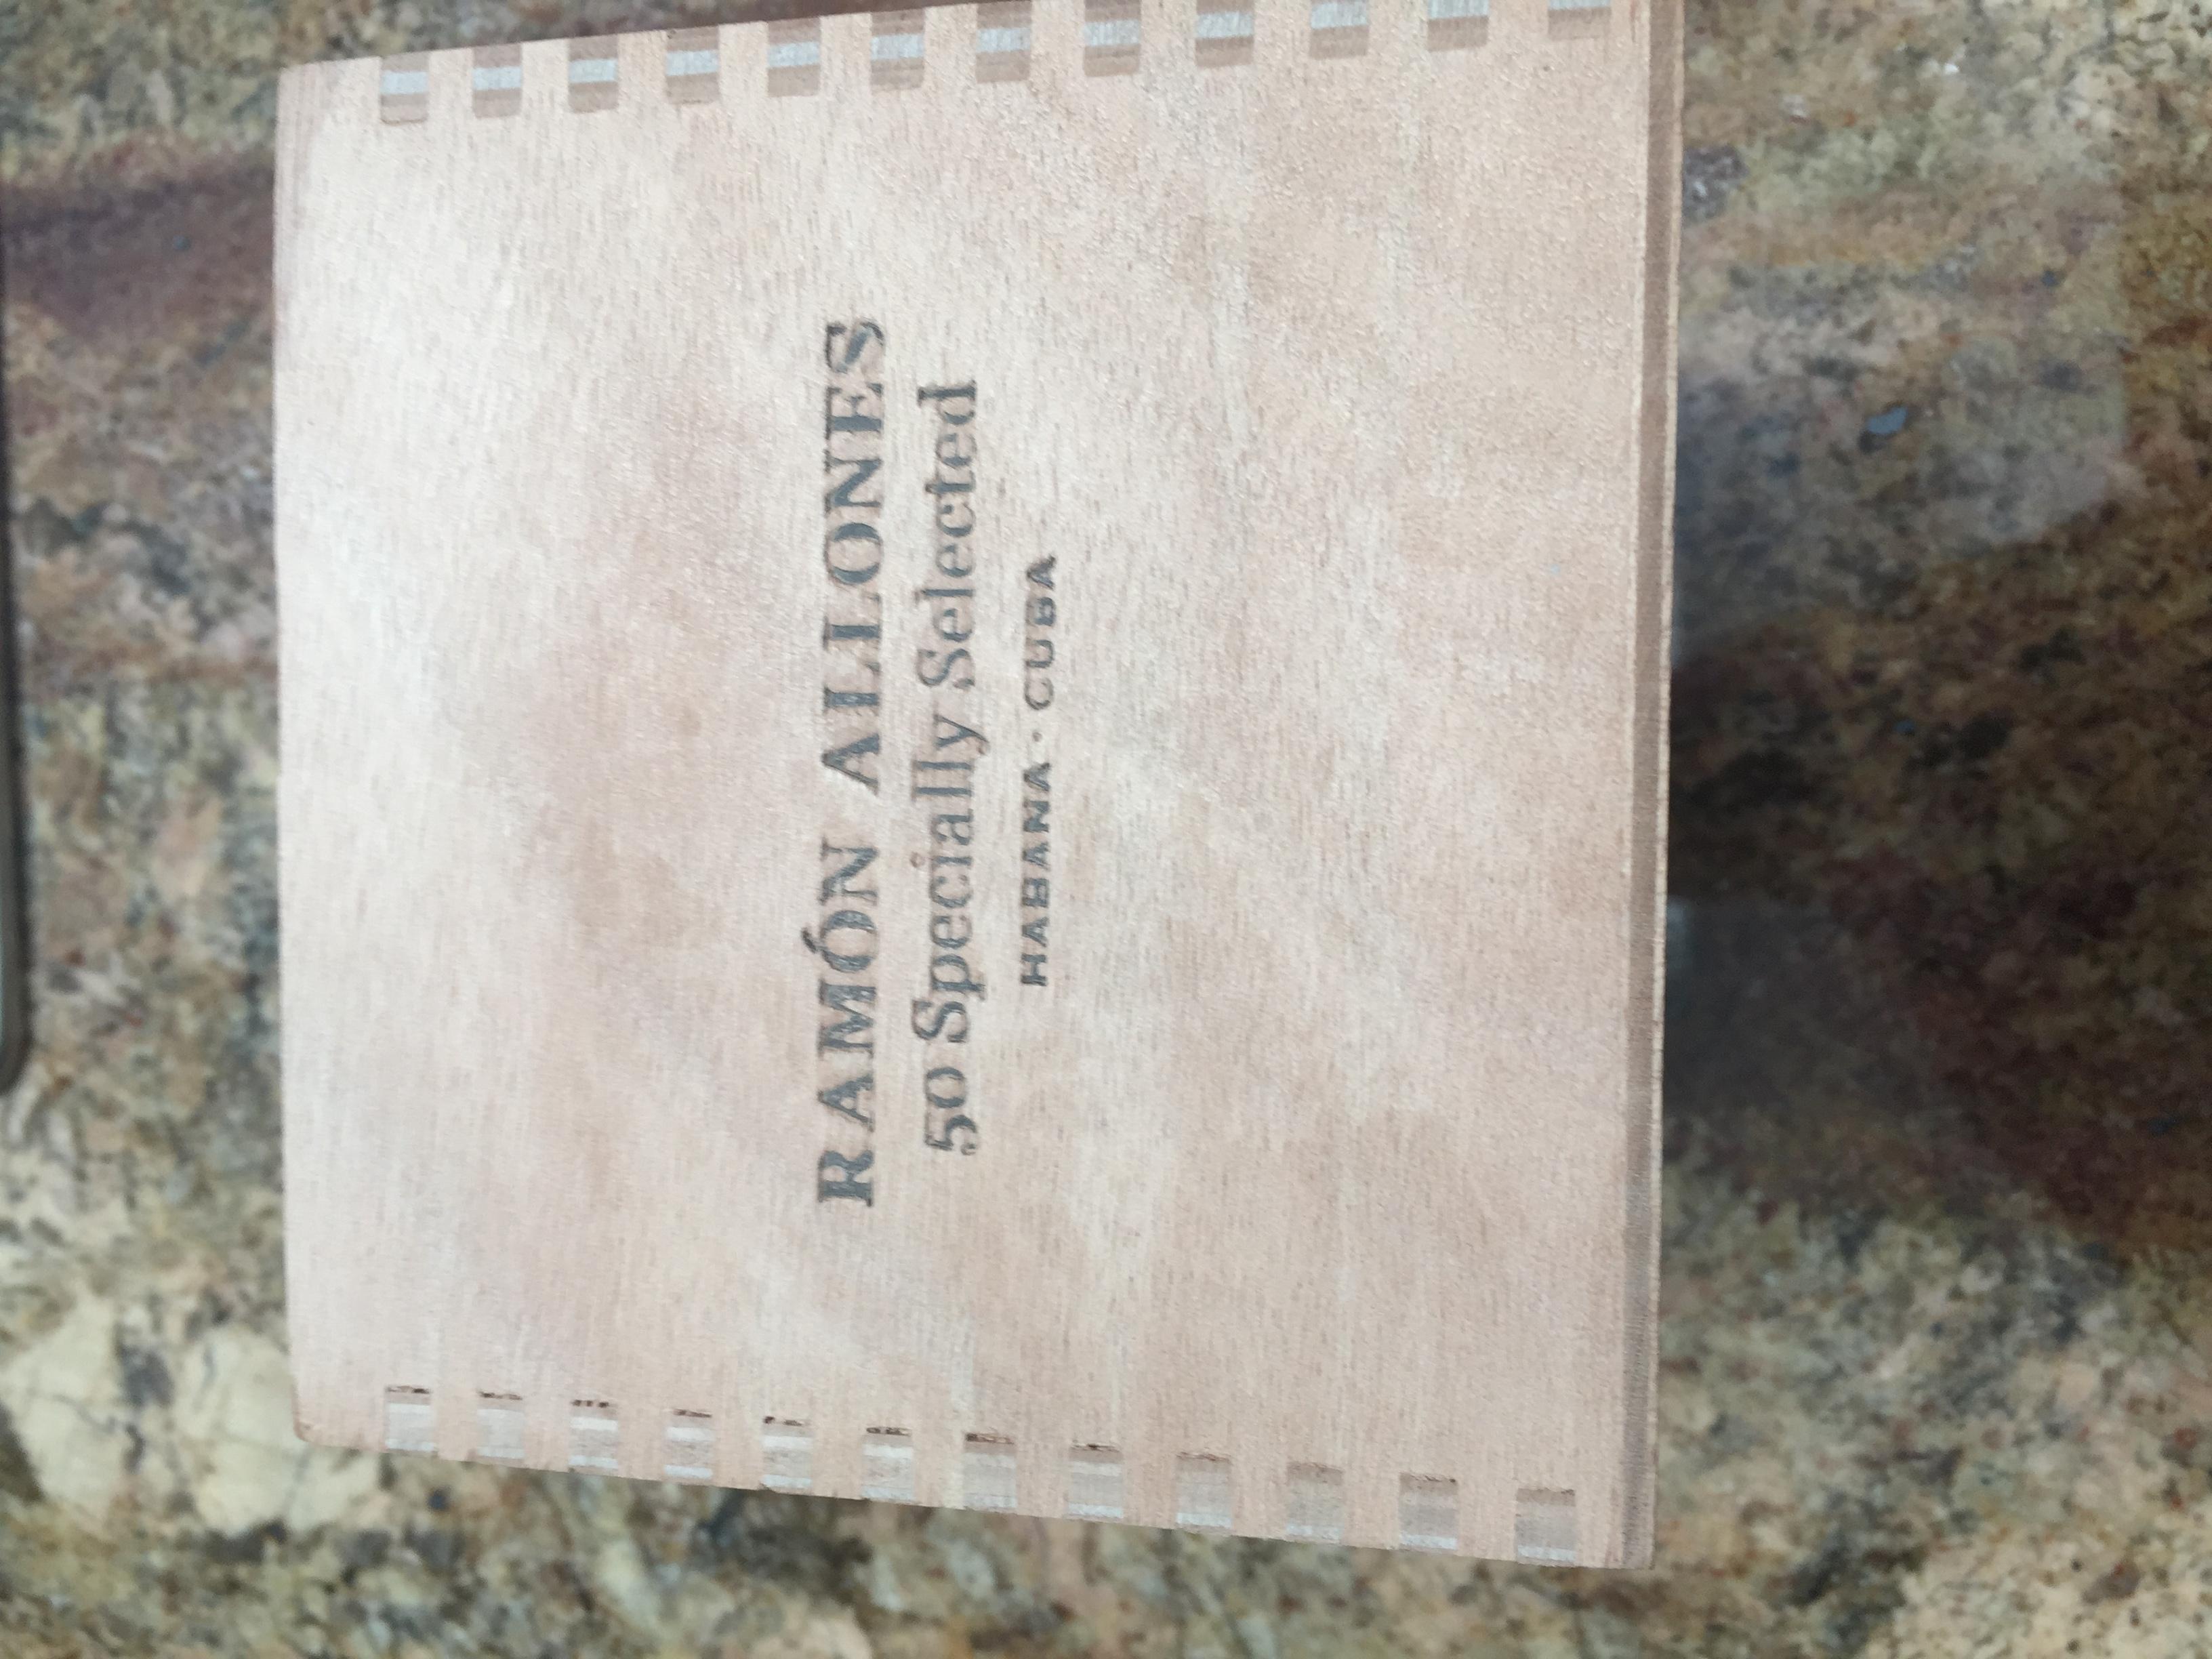 RAMÓN ALLONES
50 Specially Selected
HABANA · CUBA